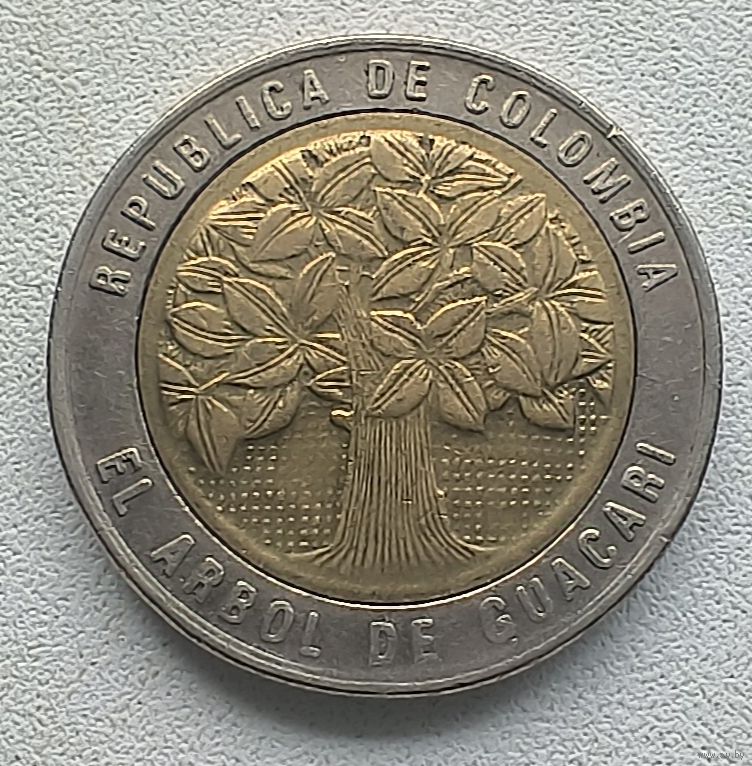 REPUBLICA DE COLOMBIA
EL ARBOL DE GUACARI